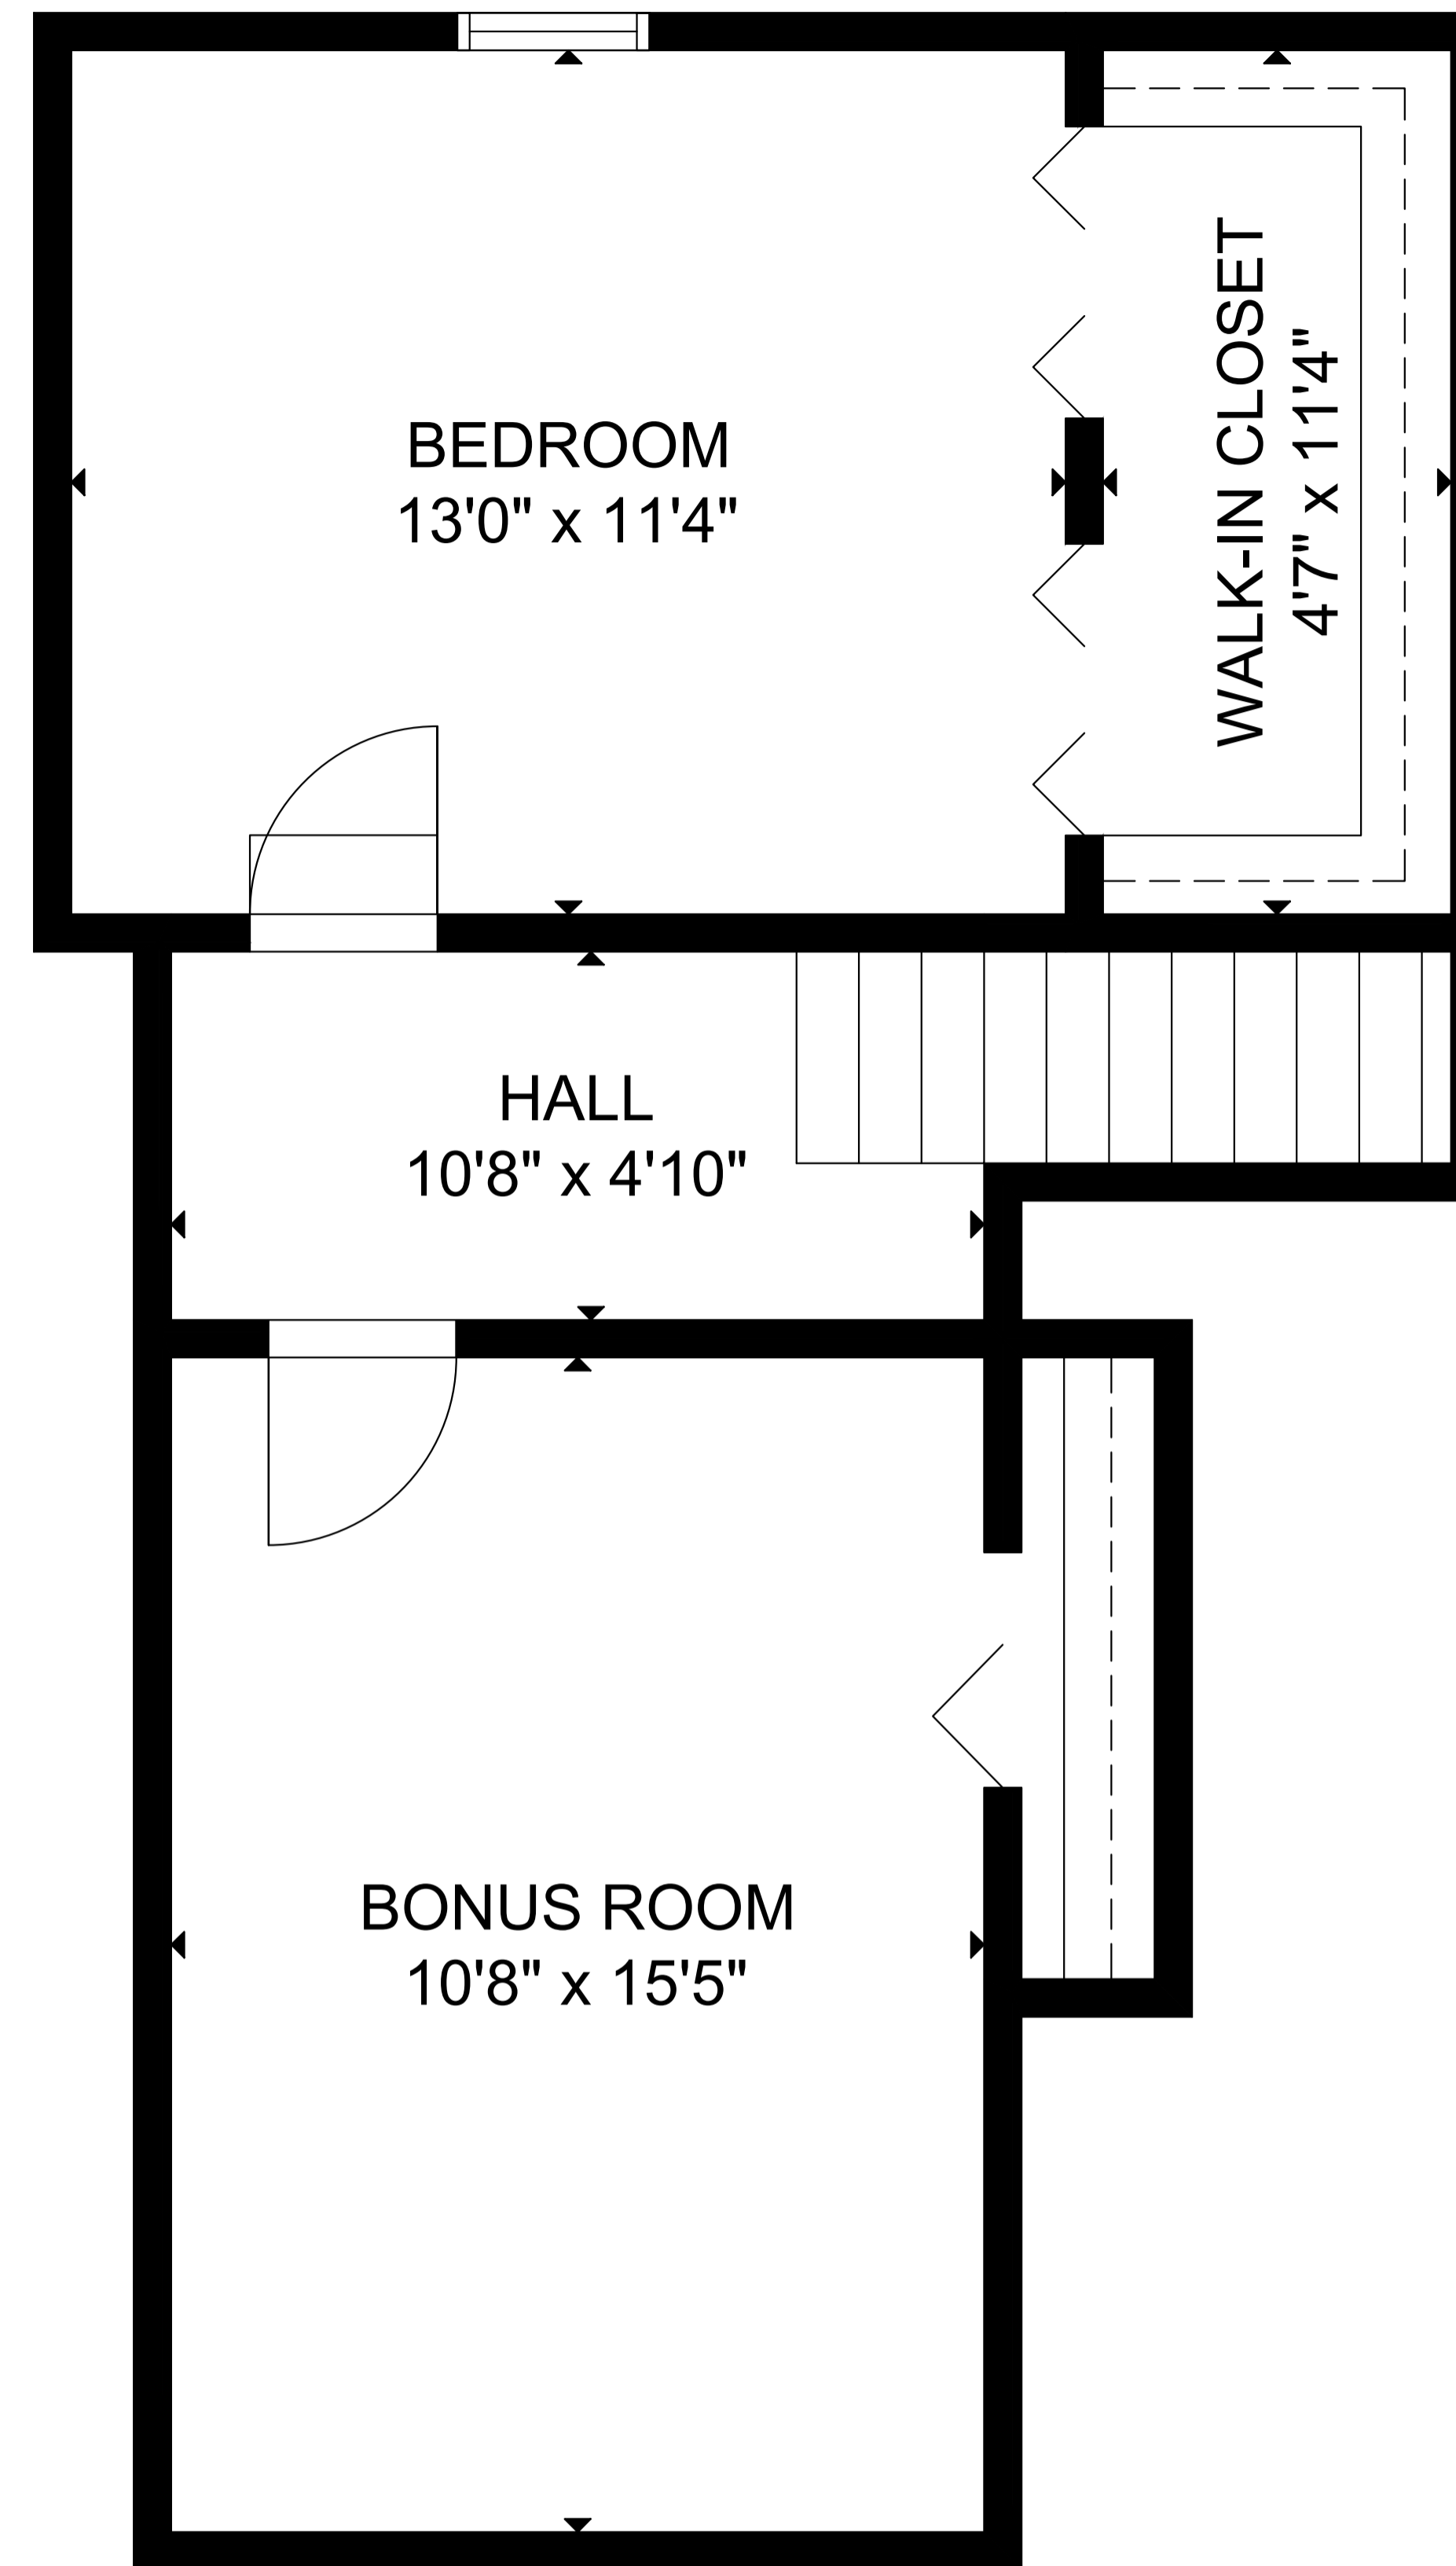 BEDROOM
13'0" x 11'4"
WALK-IN CLOSET
4'7" x 11'4"
HALL
10'8" x 4'10"
BONUS ROOM
10'8" x 15'5"